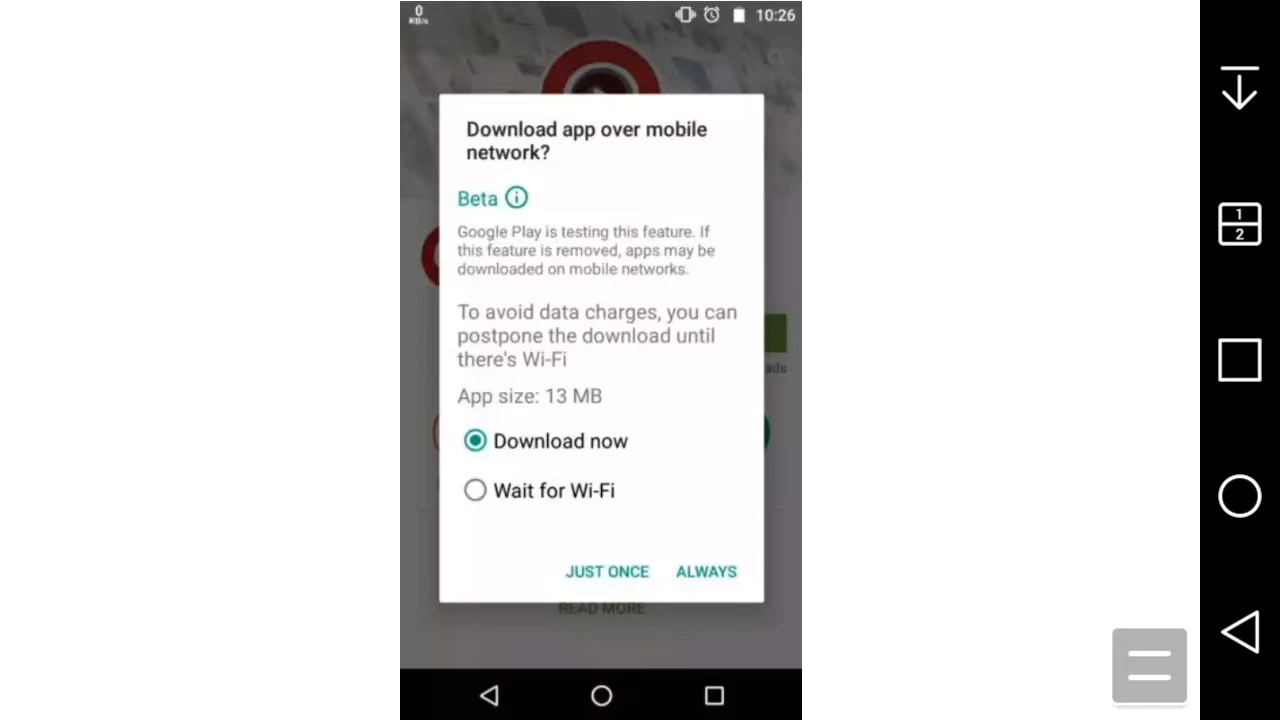 0
KB/s
10:26
Download app over mobile
network?
Beta
Google Play is testing this feature. If
this feature is removed, apps may be
downloaded on mobile networks.
To avoid data charges, you can
postpone the download until
there's Wi-Fi
ads
App size: 13 MB
Download now
Wait for Wi-Fi
JUST ONCE
ALWAYS
READ MORE
1
2